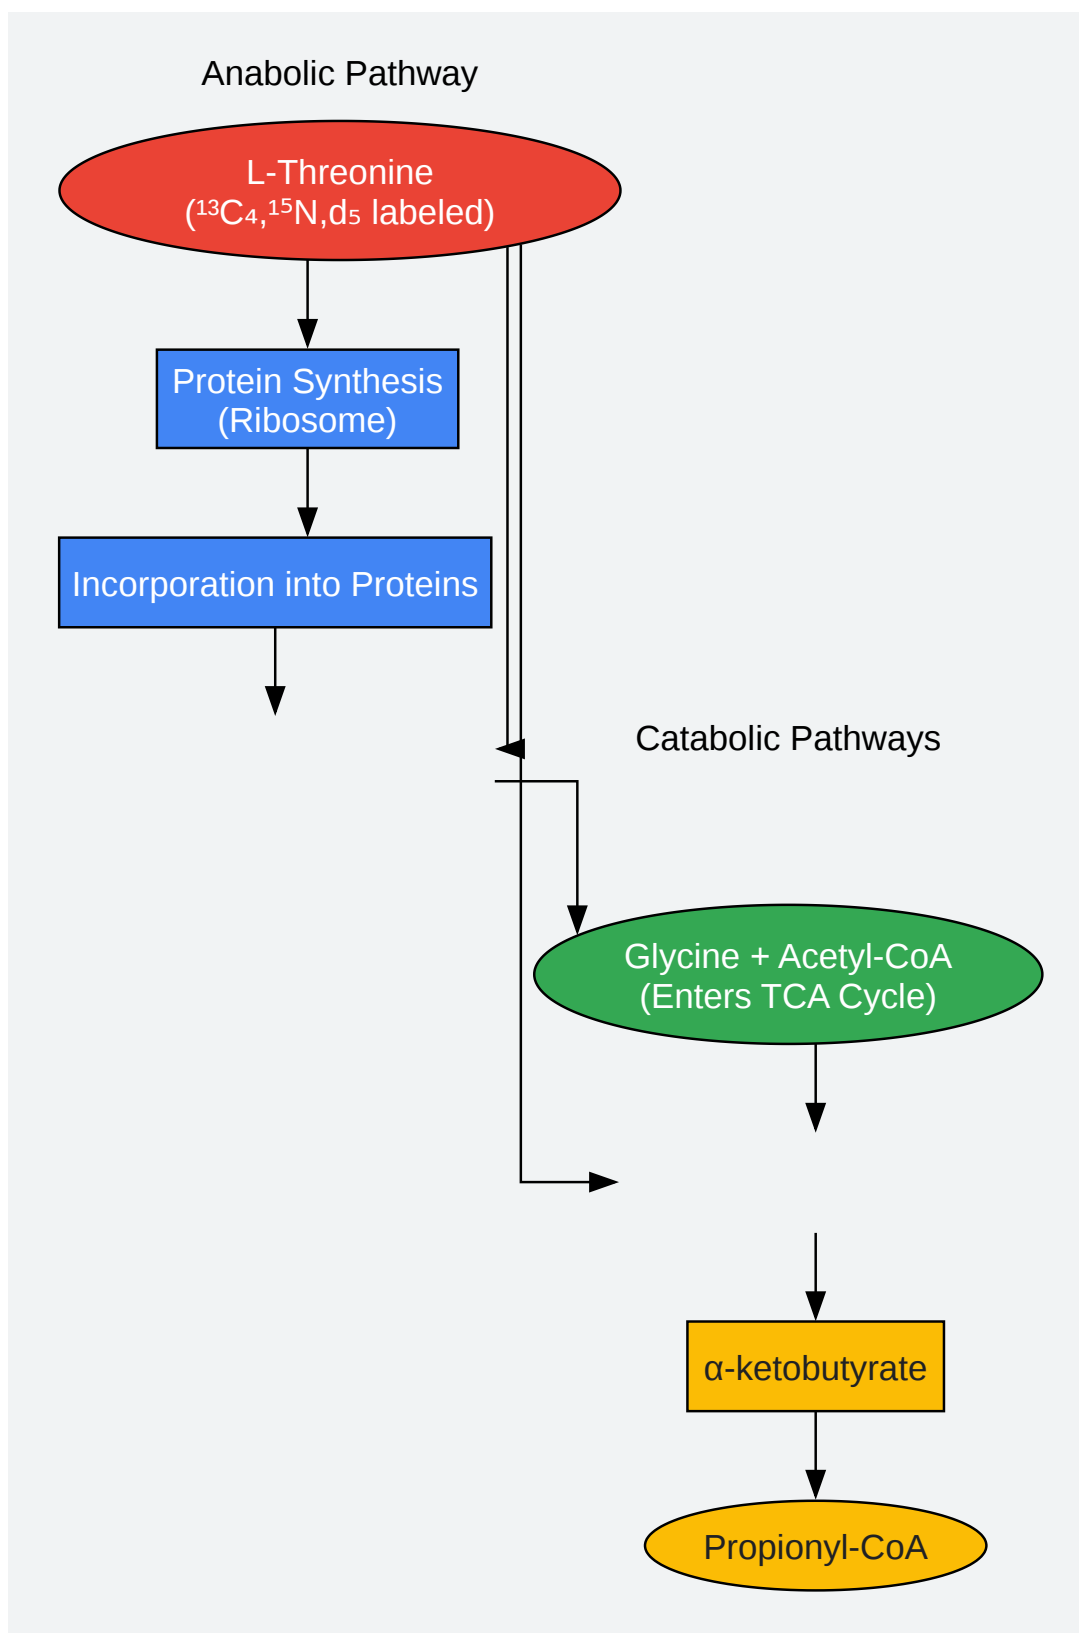 Anabolic Pathway
L-Threonine
(¹³C₄,¹⁵N,d₅ labeled)
Protein Synthesis
(Ribosome)
Incorporation into Proteins
Catabolic Pathways
Glycine + Acetyl-CoA
(Enters TCA Cycle)
α-ketobutyrate
Propionyl-CoA